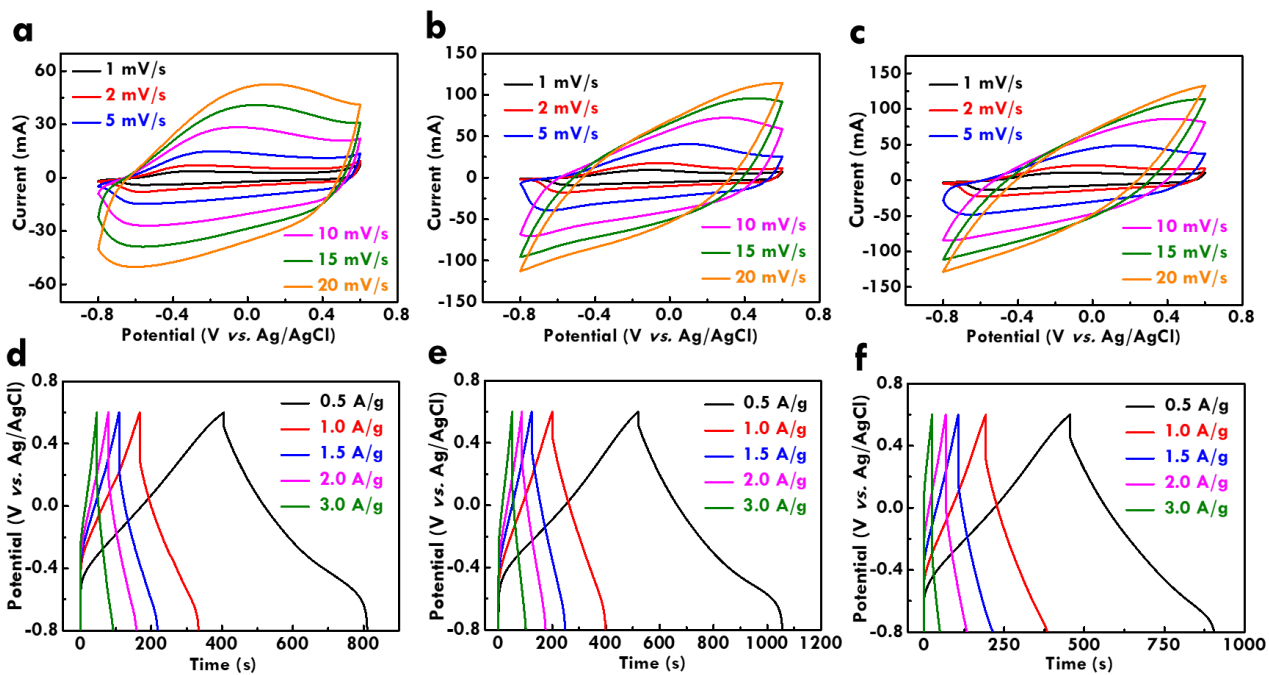 a
60
30
0
-30
-60
Current (mA)
1 mV/s
2 mV/s
5 mV/s
10 mV/s
15 mV/s
20 mV/s
-0.8
-0.4
0.0
0.4
0.8
Potential (V vs. Ag/AgCl)
b
150
100
50
0
-50
-100
-150
Current (mA)
1 mV/s
2 mV/s
5 mV/s
10 mV/s
15 mV/s
20 mV/s
-0.8
-0.4
0.0
0.4
0.8
Potential (V vs. Ag/AgCl)
c
150
100
50
0
-50
-100
-150
Current (mA)
1 mV/s
2 mV/s
5 mV/s
10 mV/s
15 mV/s
20 mV/s
-0.8
-0.4
0.0
0.4
0.8
Potential (V vs. Ag/AgCl)
d
0.8
0.4
0.0
-0.4
-0.8
Potential (V vs. Ag/AgCl)
0.5 A/g
1.0 A/g
1.5 A/g
2.0 A/g
3.0 A/g
0
200
400
600
800
Time (s)
e
0.8
0.4
0.0
-0.4
-0.8
Potential (V vs. Ag/AgCl)
0.5 A/g
1.0 A/g
1.5 A/g
2.0 A/g
3.0 A/g
0
200
400
600
800
1000
1200
Time (s)
f
0.8
0.4
0.0
-0.4
-0.8
Potential (V vs. Ag/AgCl)
0.5 A/g
1.0 A/g
1.5 A/g
2.0 A/g
3.0 A/g
0
250
500
750
1000
Time (s)